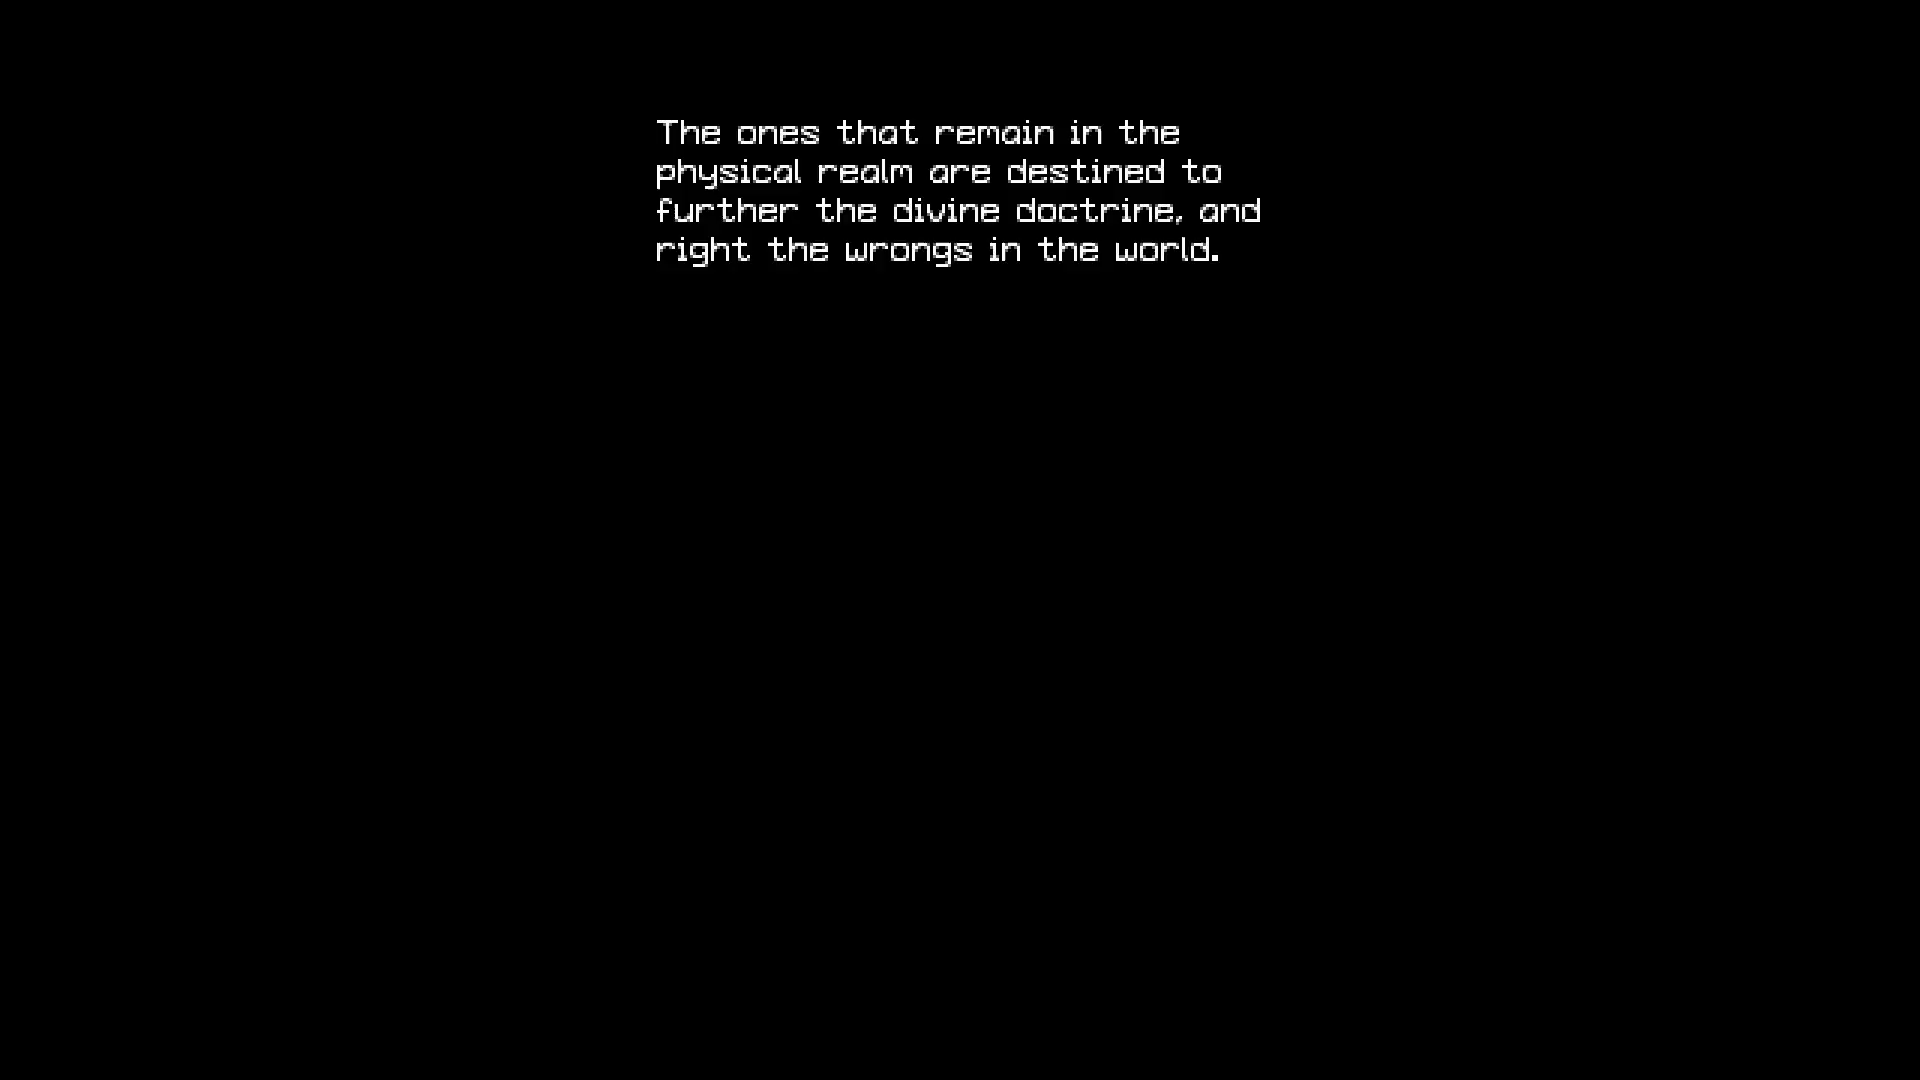 The ones that remain in the
physical realm are destined to
further the divine doctrine, and
right the wrongs in the world.